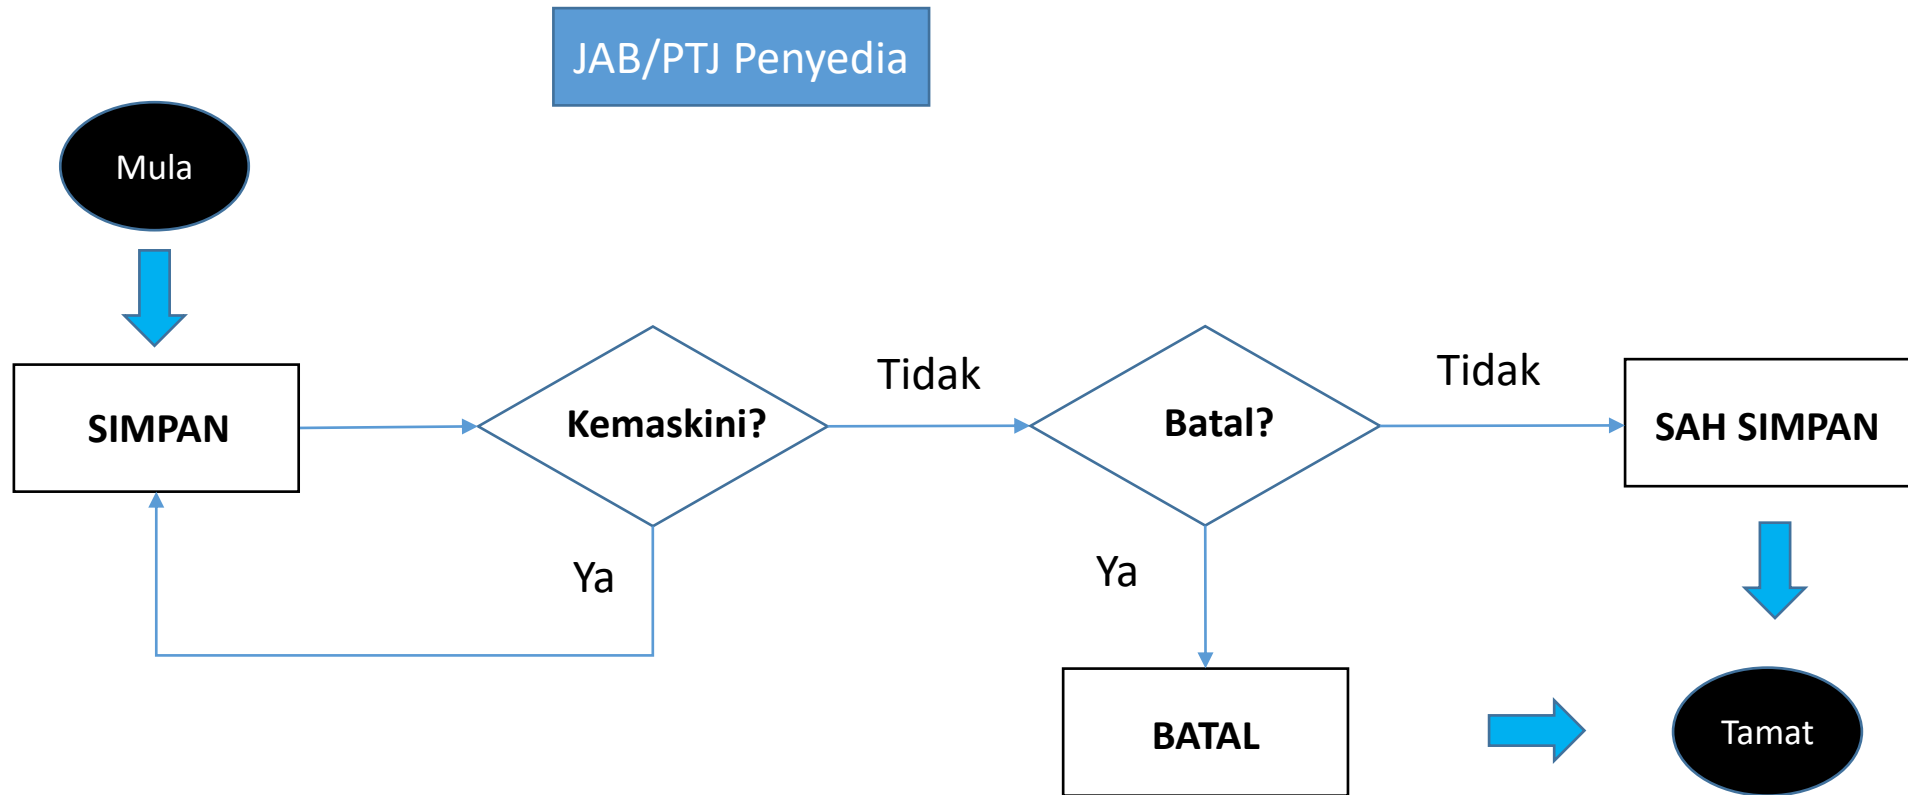 JAB/PTJ Penyedia
Mula
SIMPAN
Kemaskini?
Tidak
Batal?
Tidak
SAH SIMPAN
Ya
Ya
BATAL
Tamat